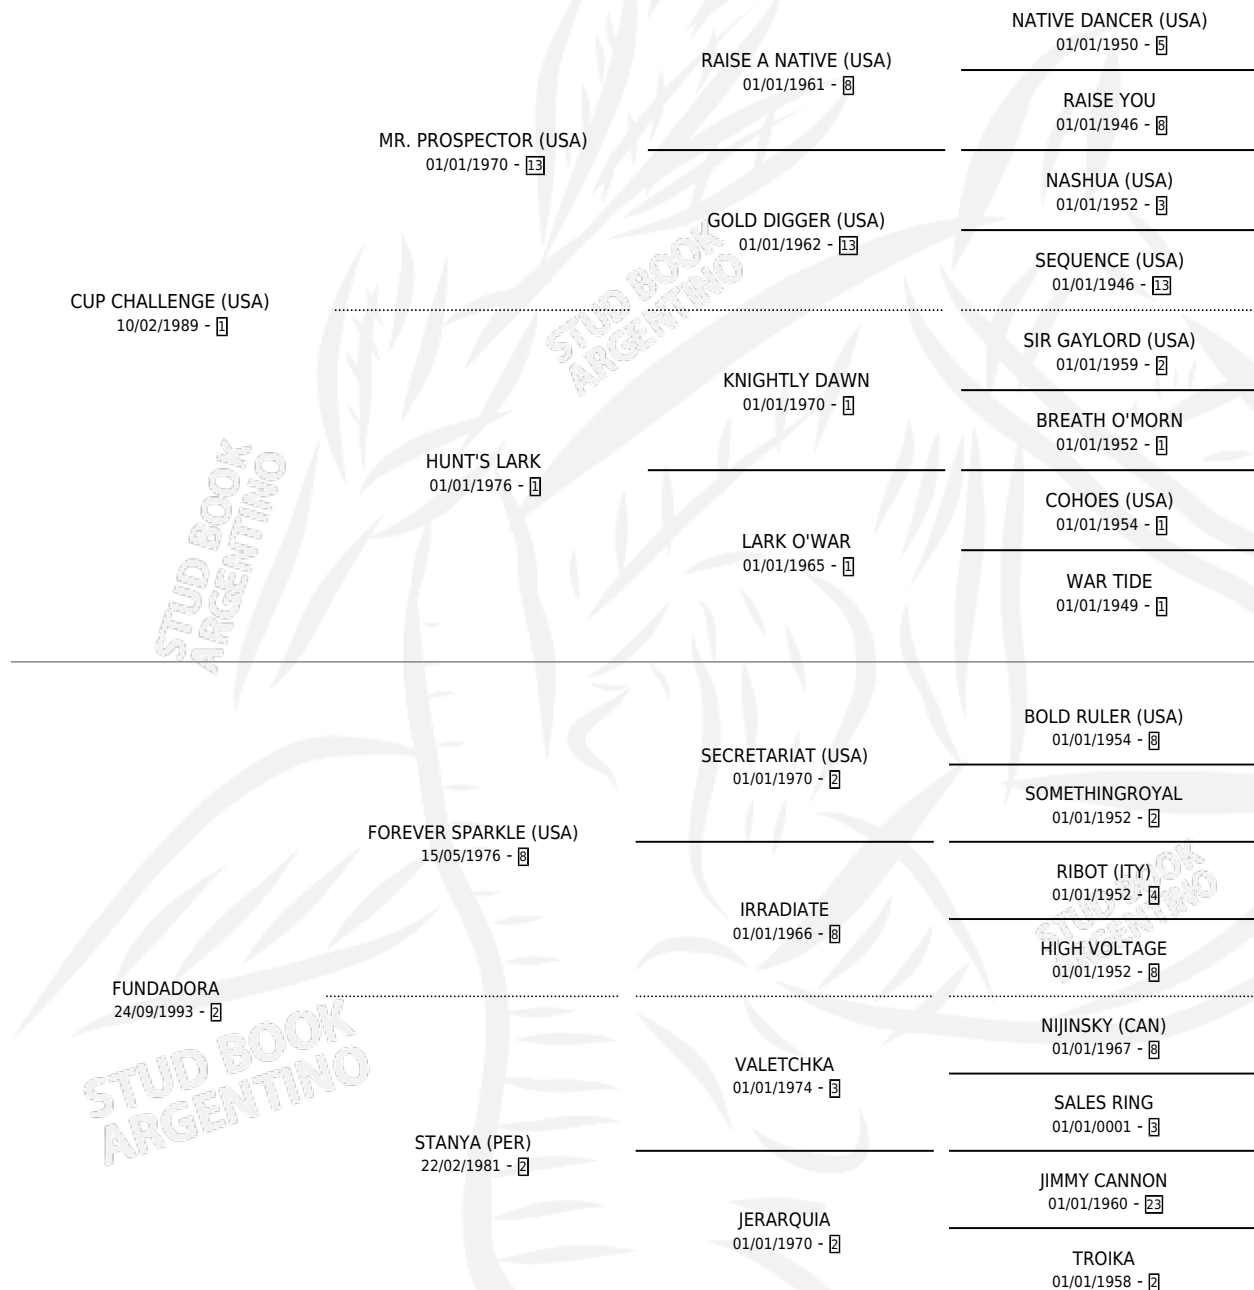 NATIVE DANCER (USA)
01/01/1950 - 5
RAISE A NATIVE (USA)
01/01/1961 - 8
RAISE YOU
01/01/1946 - 8
MR. PROSPECTOR (USA)
01/01/1970 - 13
NASHUA (USA)
01/01/1952 - 3
GOLD DIGGER (USA)
01/01/1962 - 13
SEQUENCE (USA)
01/01/1946 - 13
CUP CHALLENGE (USA)
10/02/1989 - 1
STUD BOOK
ARGENTINO
SIR GAYLORD (USA)
01/01/1959 - 2
KNIGHTLY DAWN
01/01/1970 - 1
BREATH O'MORN
01/01/1952 - 1
HUNT'S LARK
01/01/1976 - 1
COHOES (USA)
01/01/1954 - 1
LARK O'WAR
01/01/1965 - 1
WAR TIDE
01/01/1949 - 1
STUD BOOK
ARGENTINO
BOLD RULER (USA)
01/01/1954 - 8
SECRETARIAT (USA)
01/01/1970 - 2
SOMETHINGROYAL
01/01/1952 - 2
FOREVER SPARKLE (USA)
15/05/1976 - 8
RIBOT (ITY)
01/01/1952 - 4
IRRADIATE
01/01/1966 - 8
HIGH VOLTAGE
01/01/1952 - 8
STUD BOOK
ARGENTINO
FUNDADORA
24/09/1993 - 2
NIJINSKY (CAN)
01/01/1967 - 8
VALETCHKA
01/01/1974 - 3
SALES RING
01/01/0001 - 3
STUD BOOK
ARGENTINO
STANYA (PER)
22/02/1981 - 2
JIMMY CANNON
01/01/1960 - 23
JERARQUIA
01/01/1970 - 2
TROIKA
01/01/1958 - 2